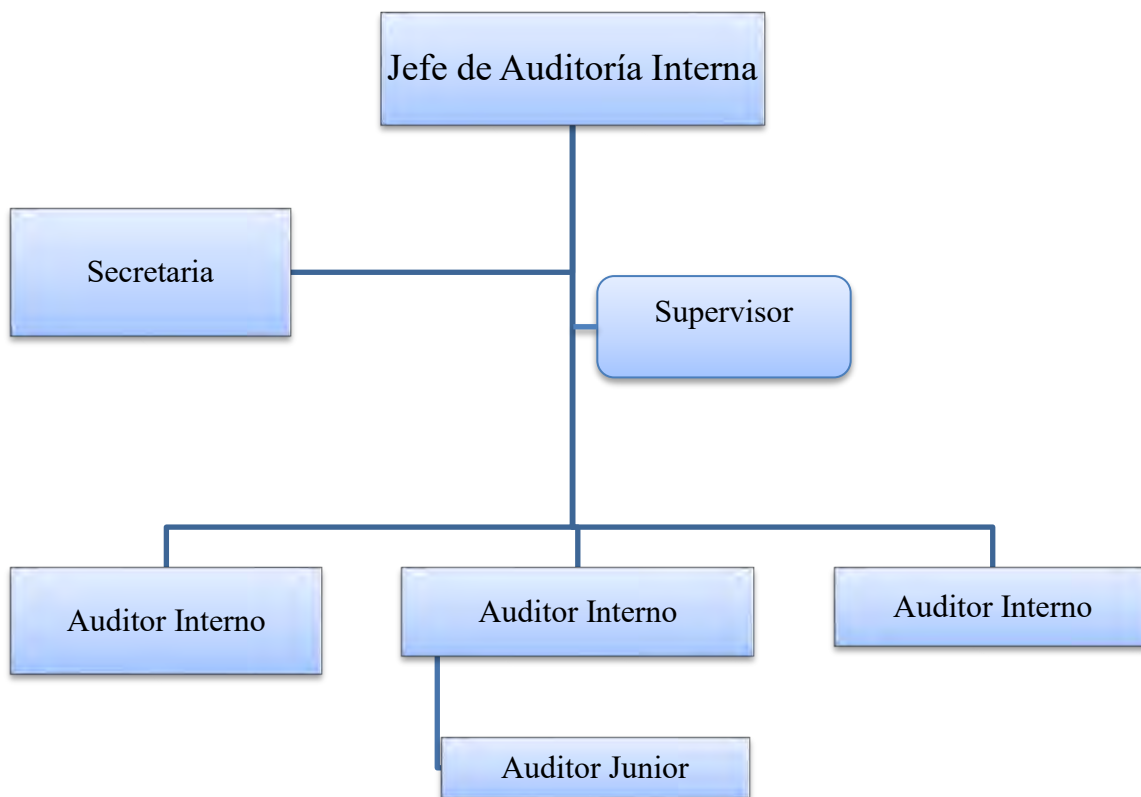 Jefe de Auditoría Interna
Secretaria
Supervisor
Auditor Interno
Auditor Interno
Auditor Interno
Auditor Junior